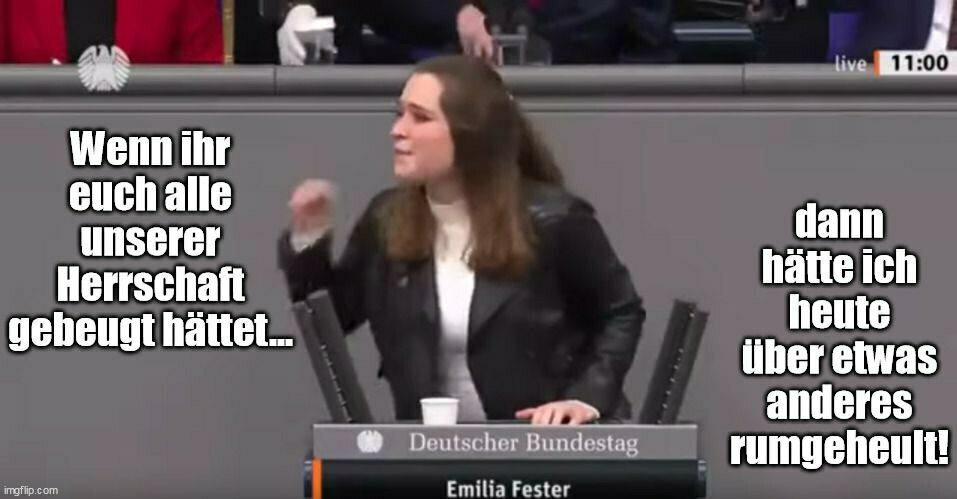 live 11:00
Wenn ihr
euch alle
unserer
Herrschaft
gebeugt hättet...
dann
hätte ich
heute
über etwas
anderes
rumgeheult!
Deutscher Bundestag
Emilia Fester
imgflip.com